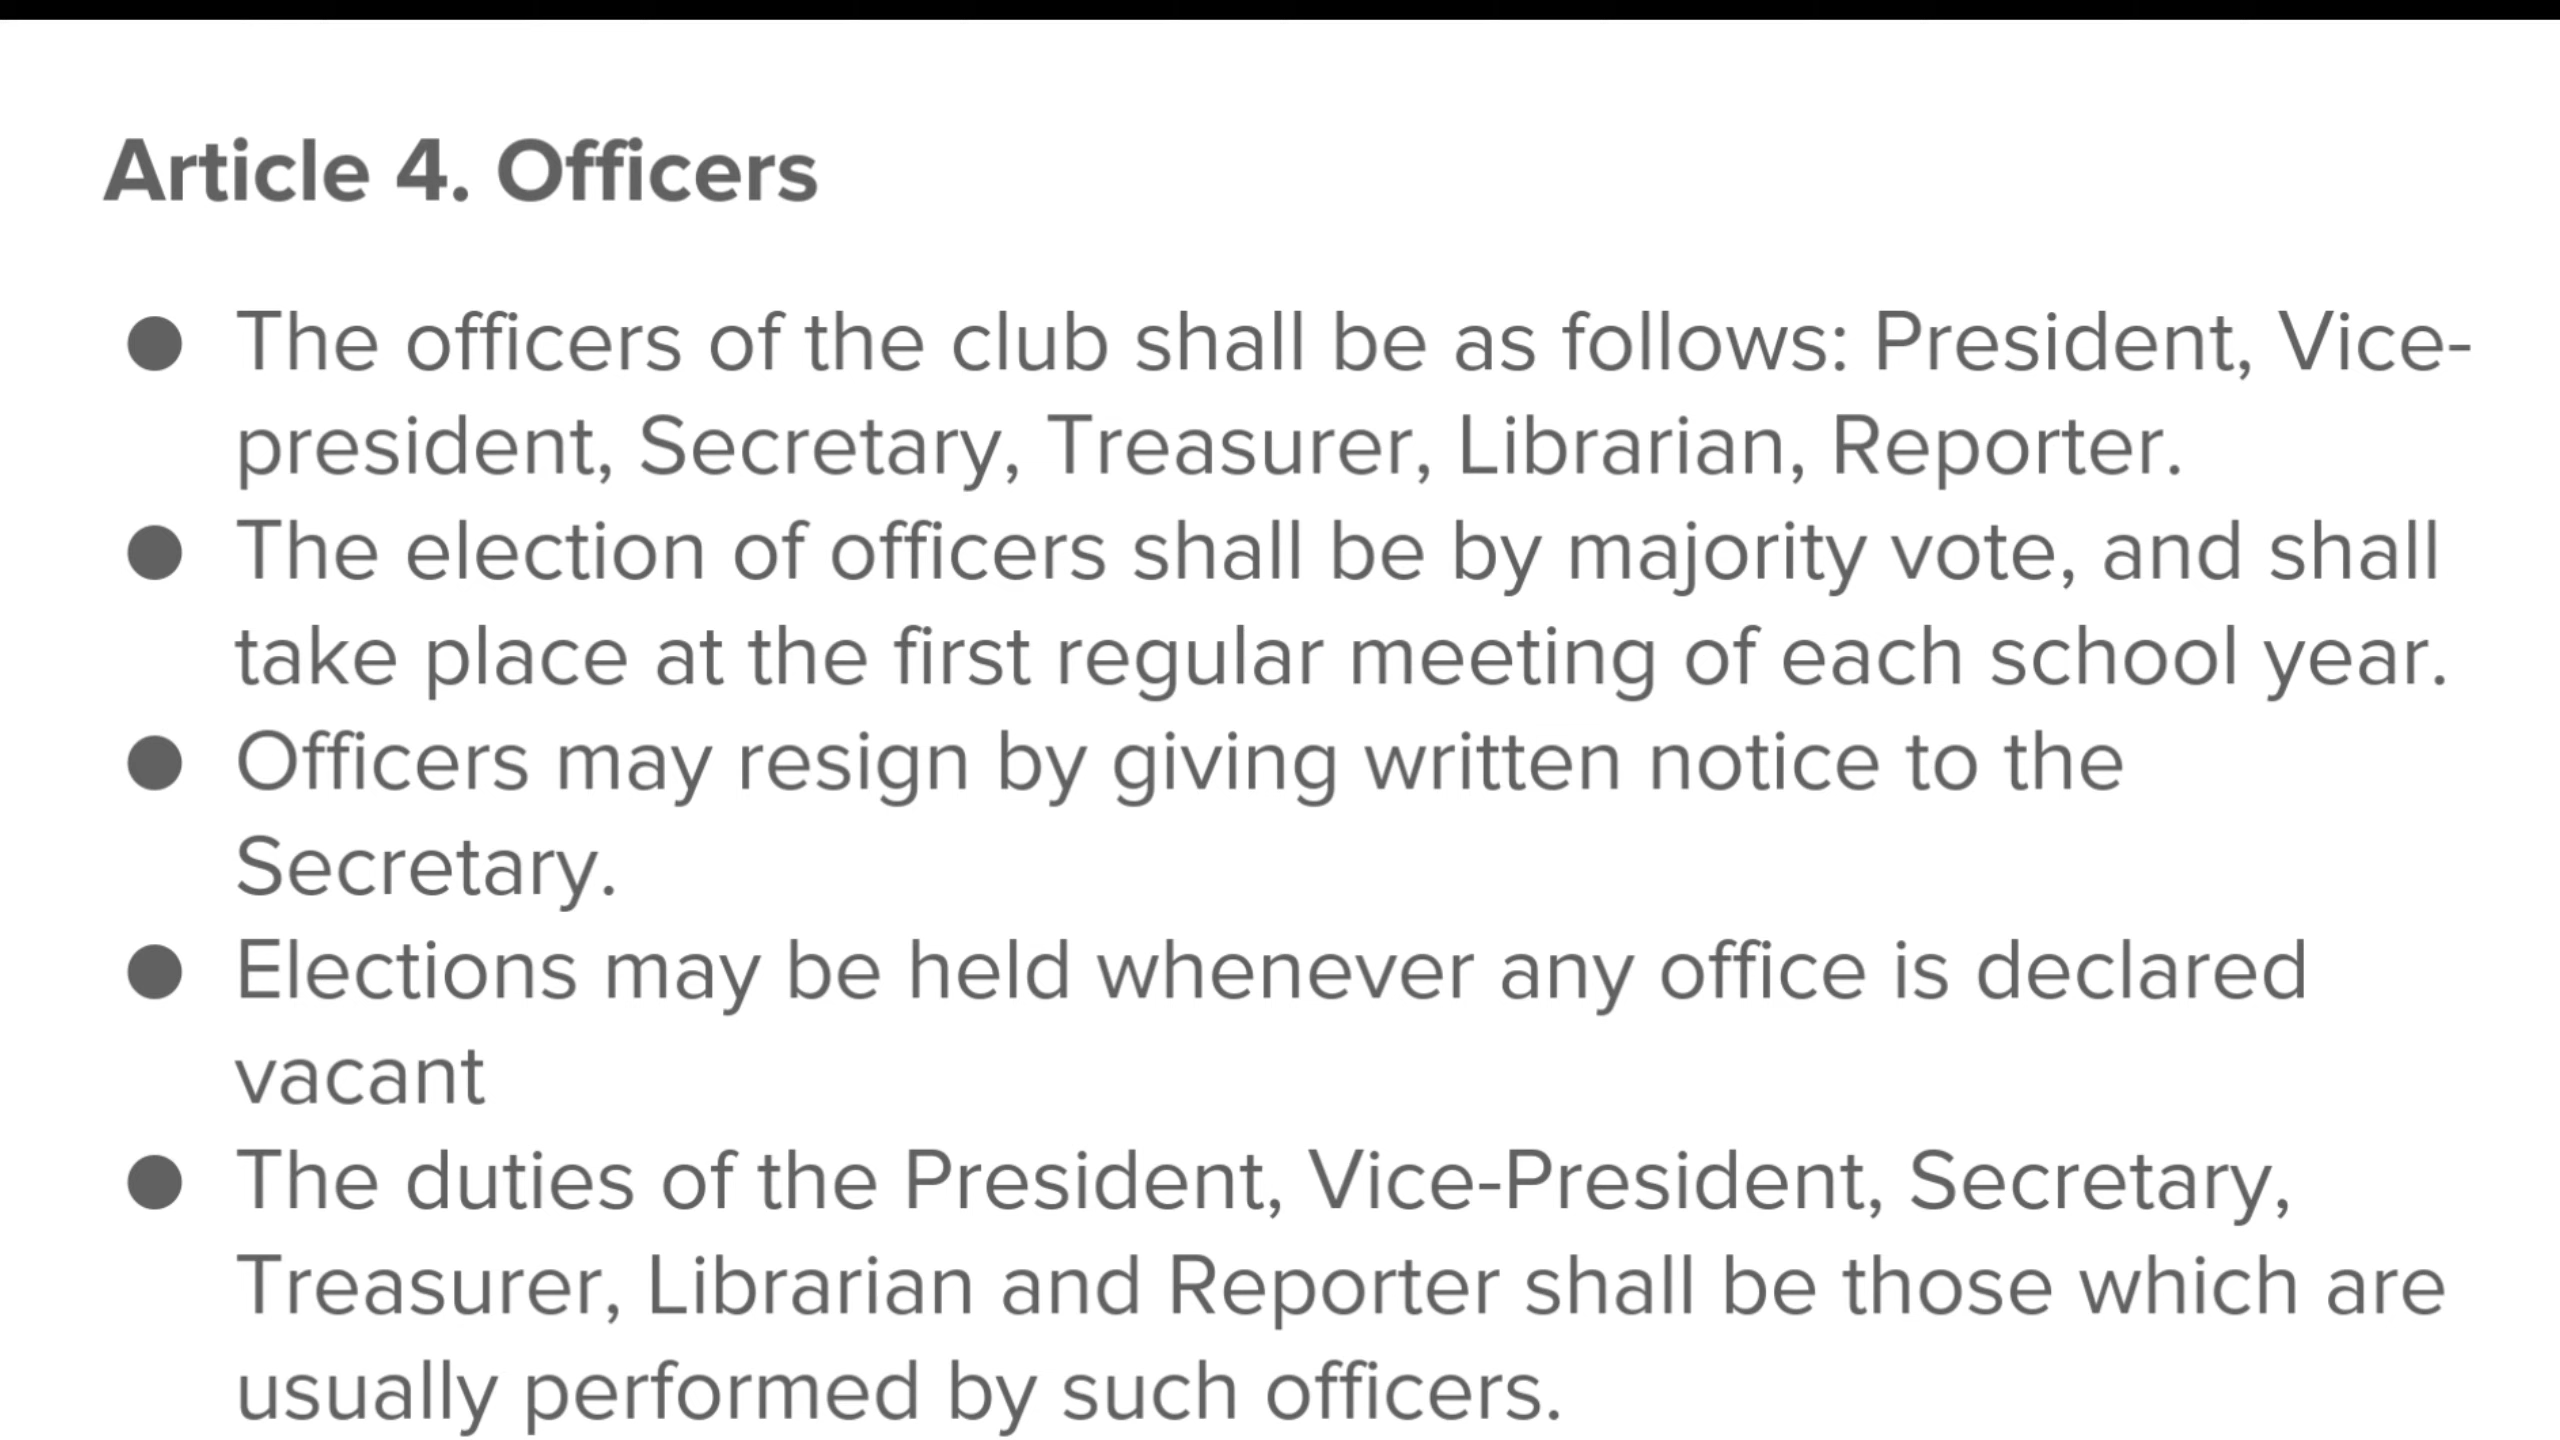 Article 4. Officers
● The officers of the club shall be as follows: President, Vice-
president, Secretary, Treasurer, Librarian, Reporter.
● The election of officers shall be by majority vote, and shall
take place at the first regular meeting of each school year.
● Officers may resign by giving written notice to the
Secretary.
● Elections may be held whenever any office is declared
vacant
● The duties of the President, Vice-President, Secretary,
Treasurer, Librarian and Reporter shall be those which are
usually performed by such officers.